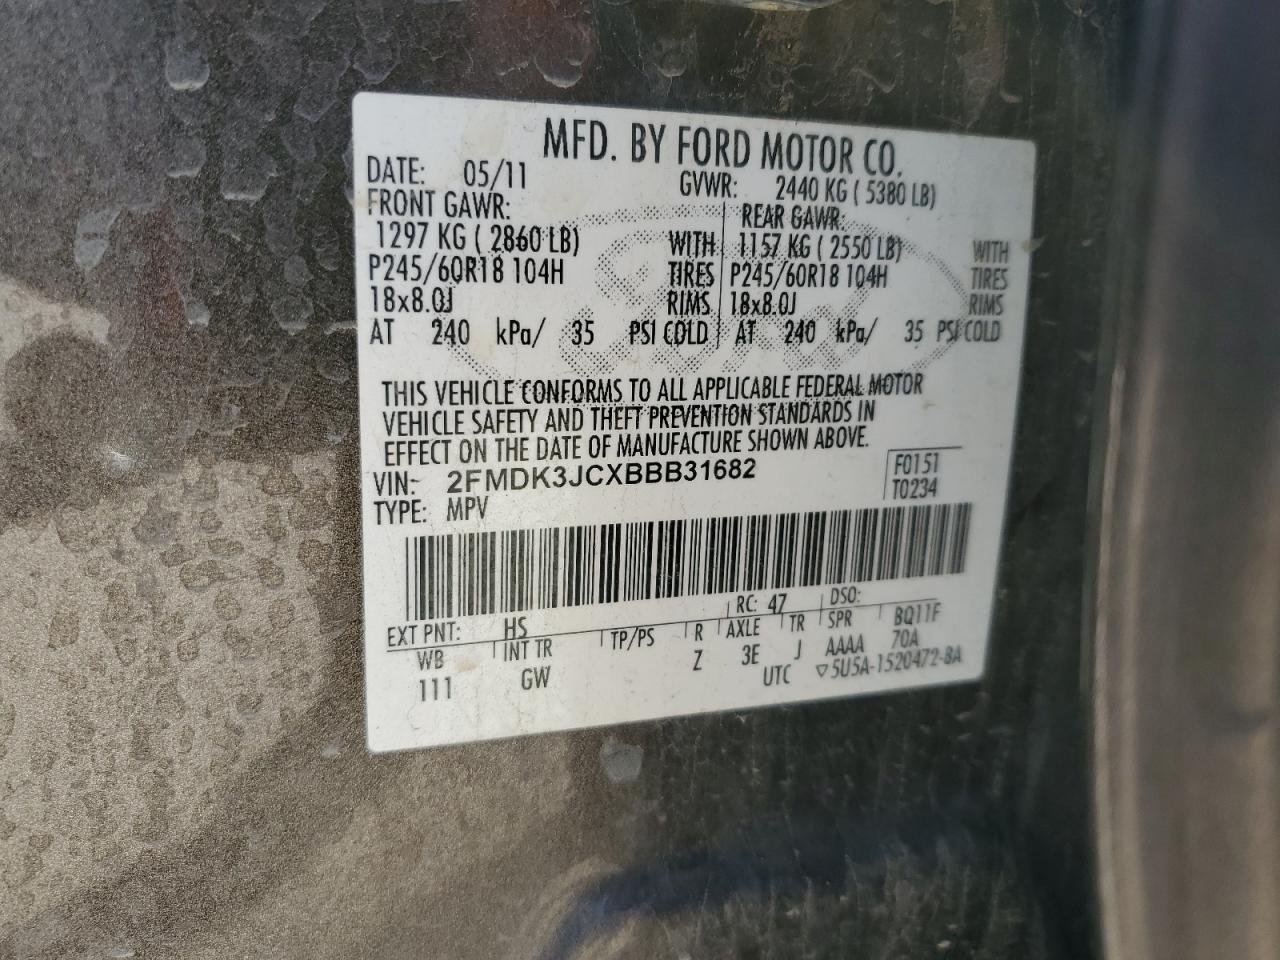 MFD. BY FORD MOTOR CO.
DATE: 05/11 GVWR: 2440 KG ( 5380 LB)
FRONT GAWR: REAR GAWR:
1297 KG ( 2860 LB) WITH 1157 KG ( 2550 LB) WITH
P245/60R18 104H TIRES P245/60R18 104H TIRES
18x8.0J RIMS 18x8.0J RIMS
AT 240 kPa/ 35 PSI COLD AT 240 kPa/ 35 PSI COLD
THIS VEHICLE CONFORMS TO ALL APPLICABLE FEDERAL MOTOR
VEHICLE SAFETY AND THEFT PREVENTION STANDARDS IN
EFFECT ON THE DATE OF MANUFACTURE SHOWN ABOVE.
VIN: 2FMDK3JCXBBB31682 F0151
TYPE: MPV T0234
EXT PNT: HS RC: 47 DSO:
WB INT TR TP/PS R AXLE TR SPR BQ11F
111 GW Z 3E J AAAA 70A
UTC ▽5U5A-1520472-BA